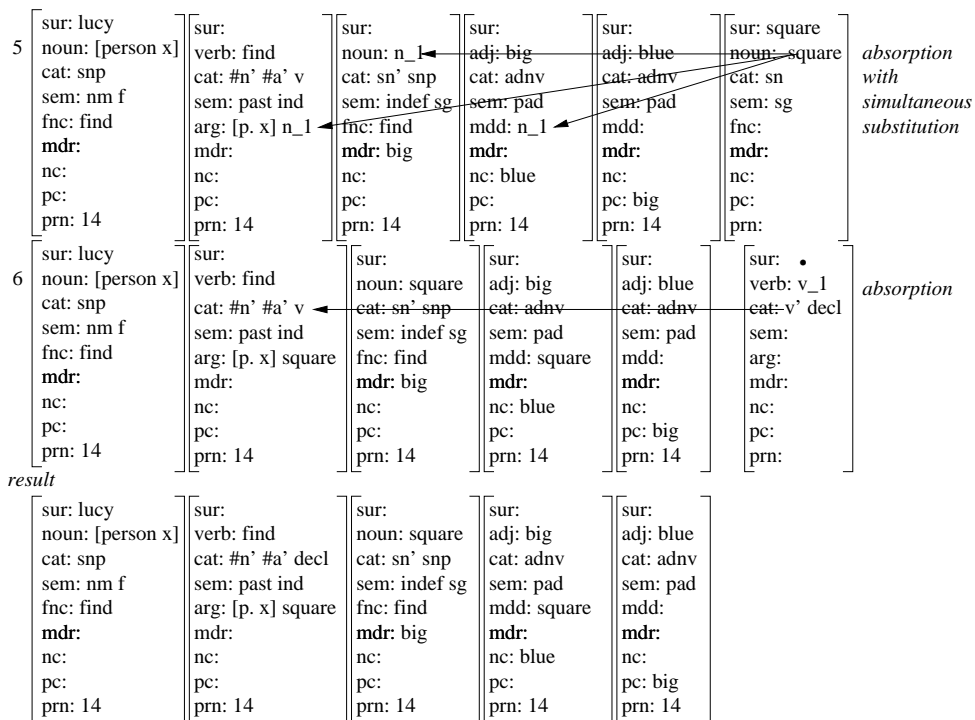 5
sur: lucy
noun: [person x]
cat: snp
sem: nm f
fnc: find
mdr:
nc:
pc:
prn: 14
sur:
verb: find
cat: #n’ #a’ v
sem: past ind
arg: [p. x] n_1
mdr:
nc:
pc:
prn: 14
sur:
noun: n_1
cat: sn’ snp
sem: indef sg
fnc: find
mdr: big
nc:
pc:
prn: 14
sur:
adj: big
cat: adnv
sem: pad
mdd: n_1
mdr:
nc: blue
pc:
prn: 14
sur:
adj: blue
cat: adnv
sem: pad
mdd:
mdr:
nc:
pc: big
prn: 14
sur: square
noun: square
cat: sn
sem: sg
fnc:
mdr:
nc:
pc:
prn:
absorption
with
simultaneous
substitution
6
sur: lucy
noun: [person x]
cat: snp
sem: nm f
fnc: find
mdr:
nc:
pc:
prn: 14
sur:
verb: find
cat: #n’ #a’ v
sem: past ind
arg: [p. x] square
mdr:
nc:
pc:
prn: 14
sur:
noun: square
cat: sn’ snp
sem: indef sg
fnc: find
mdr: big
nc:
pc:
prn: 14
sur:
adj: big
cat: adnv
sem: pad
mdd: square
mdr:
nc: blue
pc:
prn: 14
sur:
adj: blue
cat: adnv
sem: pad
mdd:
mdr:
nc:
pc: big
prn: 14
sur: •
verb: v_1
cat: v’ decl
sem:
arg:
mdr:
nc:
pc:
prn:
absorption
result
sur: lucy
noun: [person x]
cat: snp
sem: nm f
fnc: find
mdr:
nc:
pc:
prn: 14
sur:
verb: find
cat: #n’ #a’ decl
sem: past ind
arg: [p. x] square
mdr:
nc:
pc:
prn: 14
sur:
noun: square
cat: sn’ snp
sem: indef sg
fnc: find
mdr: big
nc:
pc:
prn: 14
sur:
adj: big
cat: adnv
sem: pad
mdd: square
mdr:
nc: blue
pc:
prn: 14
sur:
adj: blue
cat: adnv
sem: pad
mdd:
mdr:
nc:
pc: big
prn: 14